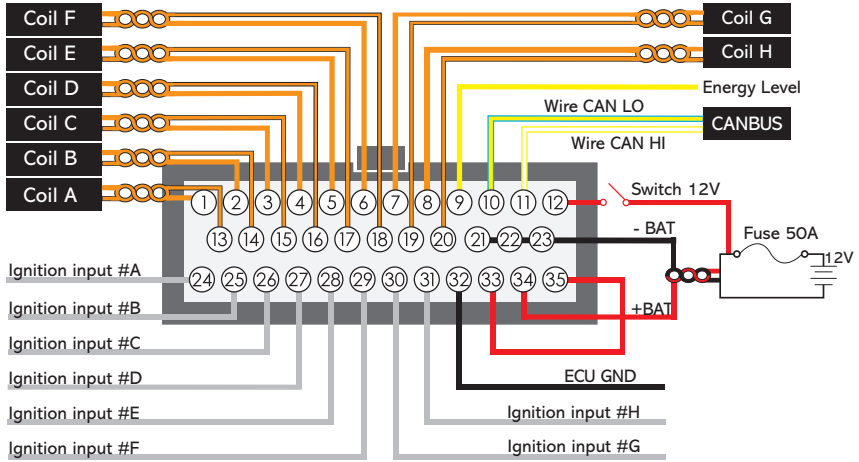 Coil F
Coil G
Coil E
Coil H
Coil D
Energy Level
Wire CAN LO
Coil C
CANBUS
Wire CAN HI
Coil B
Coil A
Switch 12V
1 2 3 4 5 6 7 8 9 10 11 12
- BAT
Fuse 50A
13 14 15 16 17 18 19 20 21 22 23
12V
Ignition input #A
24 25 26 27 28 29 30 31 32 33 34 35
Ignition input #B
+BAT
Ignition input #C
Ignition input #D
ECU GND
Ignition input #E
Ignition input #H
Ignition input #F
Ignition input #G